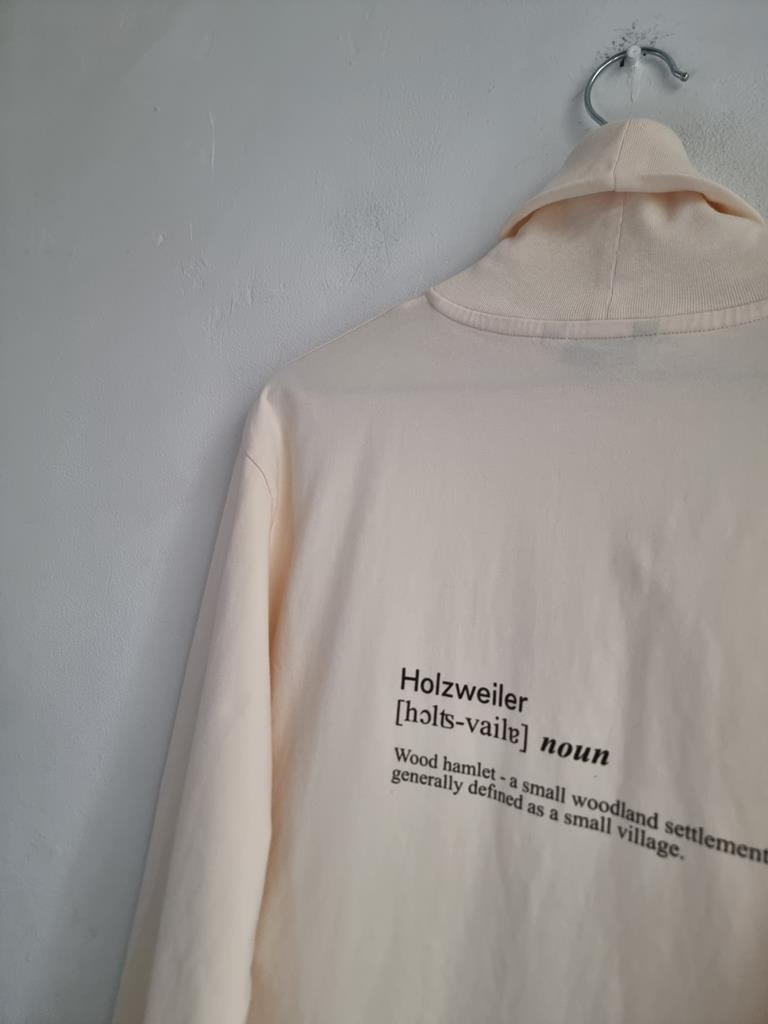 Holzweiler
[hɔlʦ-vailɐ] noun
Wood hamlet - a small woodland settlement
generally defined as a small village.